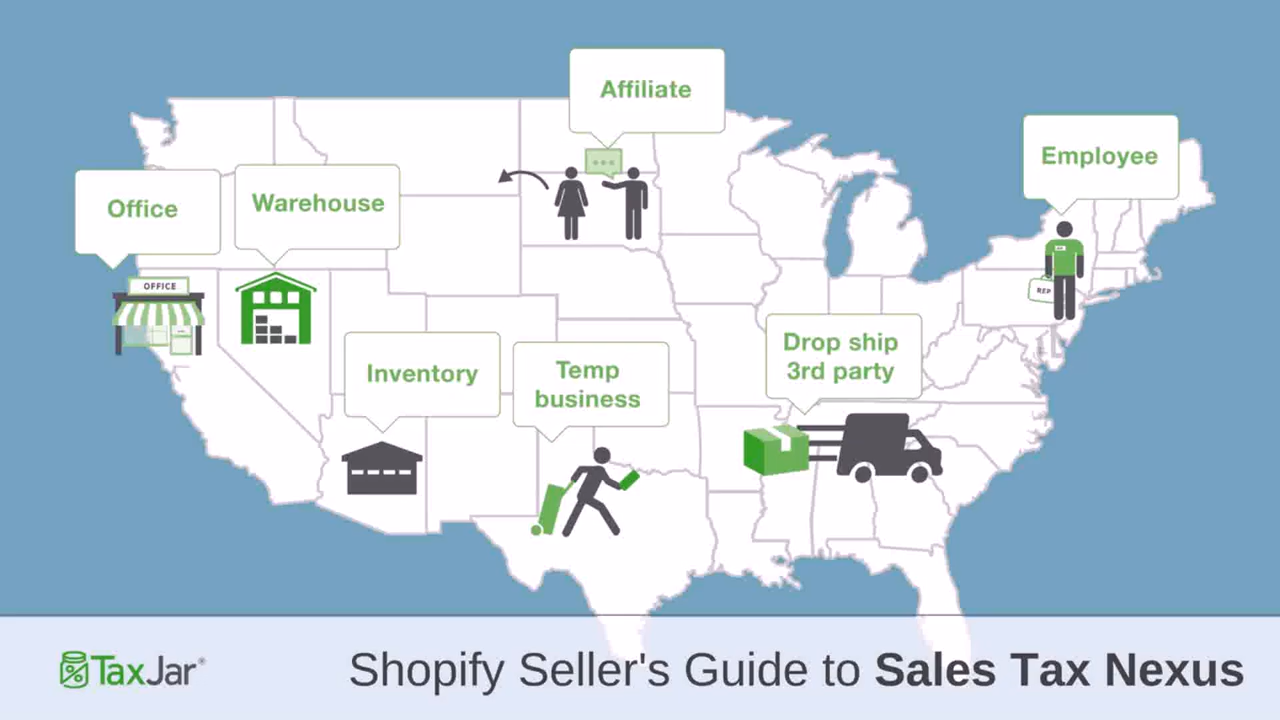 Affiliate
Employee
Office
Warehouse
OFFICE
REP
Drop ship
3rd party
Inventory
Temp
business
TaxJar®
Shopify Seller's Guide to Sales Tax Nexus